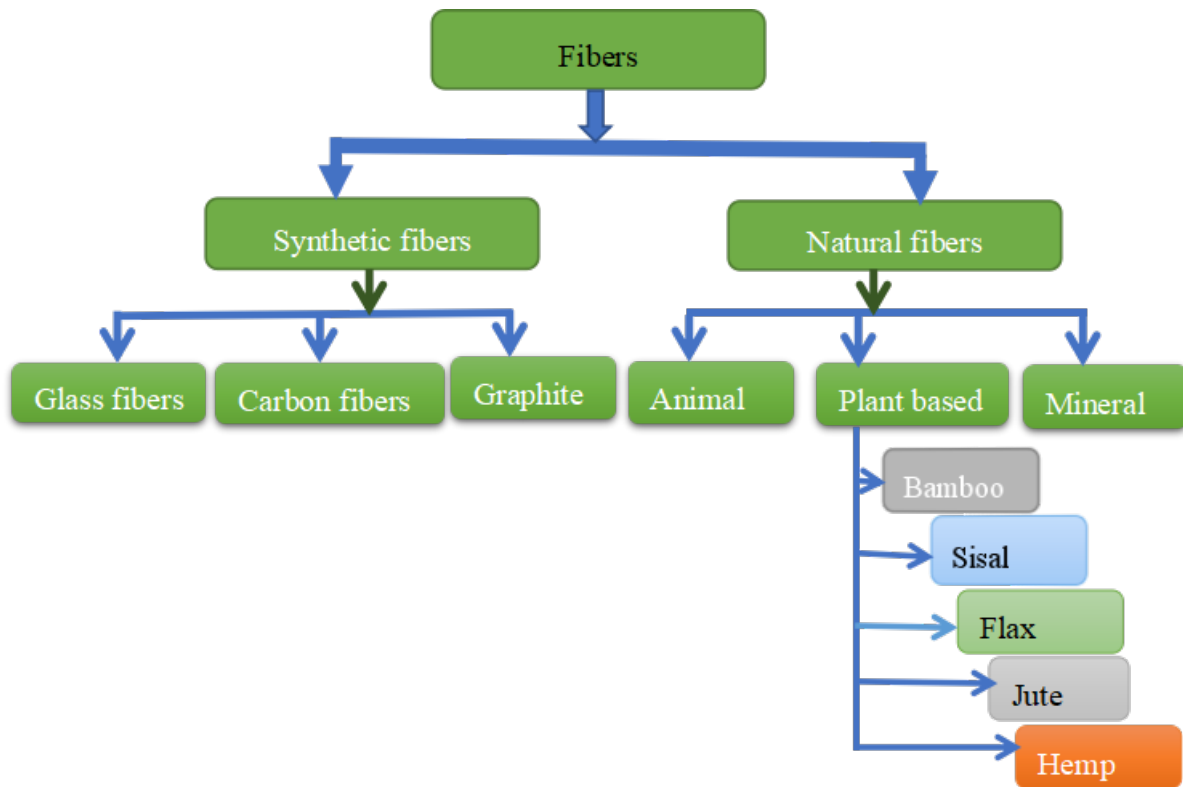 Fibers
Synthetic fibers
Natural fibers
Glass fibers
Carbon fibers
Graphite
Animal
Plant based
Mineral
Bamboo
Sisal
Flax
Jute
Hemp